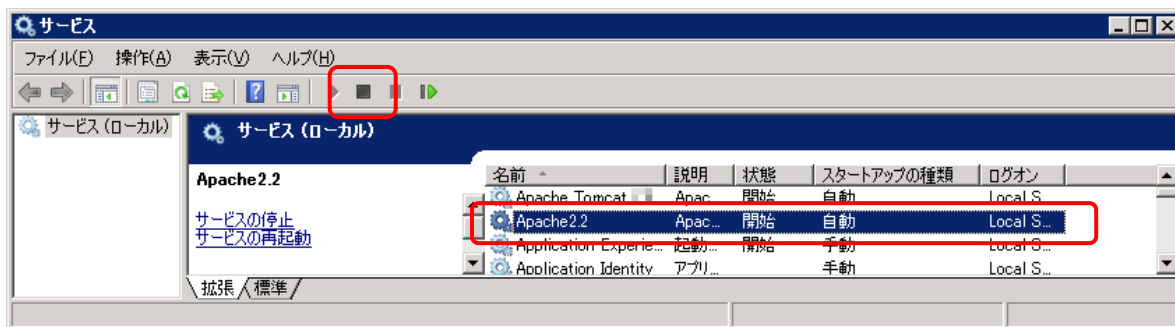 サービス
ファイル(F) 操作(A) 表示(V) ヘルプ(H)
サービス (ローカル)
サービス (ローカル)
Apache2.2
サービスの停止
サービスの再起動
名前 説明 状態 スタートアップの種類 ログオン
Apache Tomcat Apac... 開始 自動 Local S...
Apache2.2 Apac... 開始 自動 Local S...
Application Experie... 起動... 開始 手動 Local S...
Application Identity アプリ... 手動 Local S...
拡張 標準